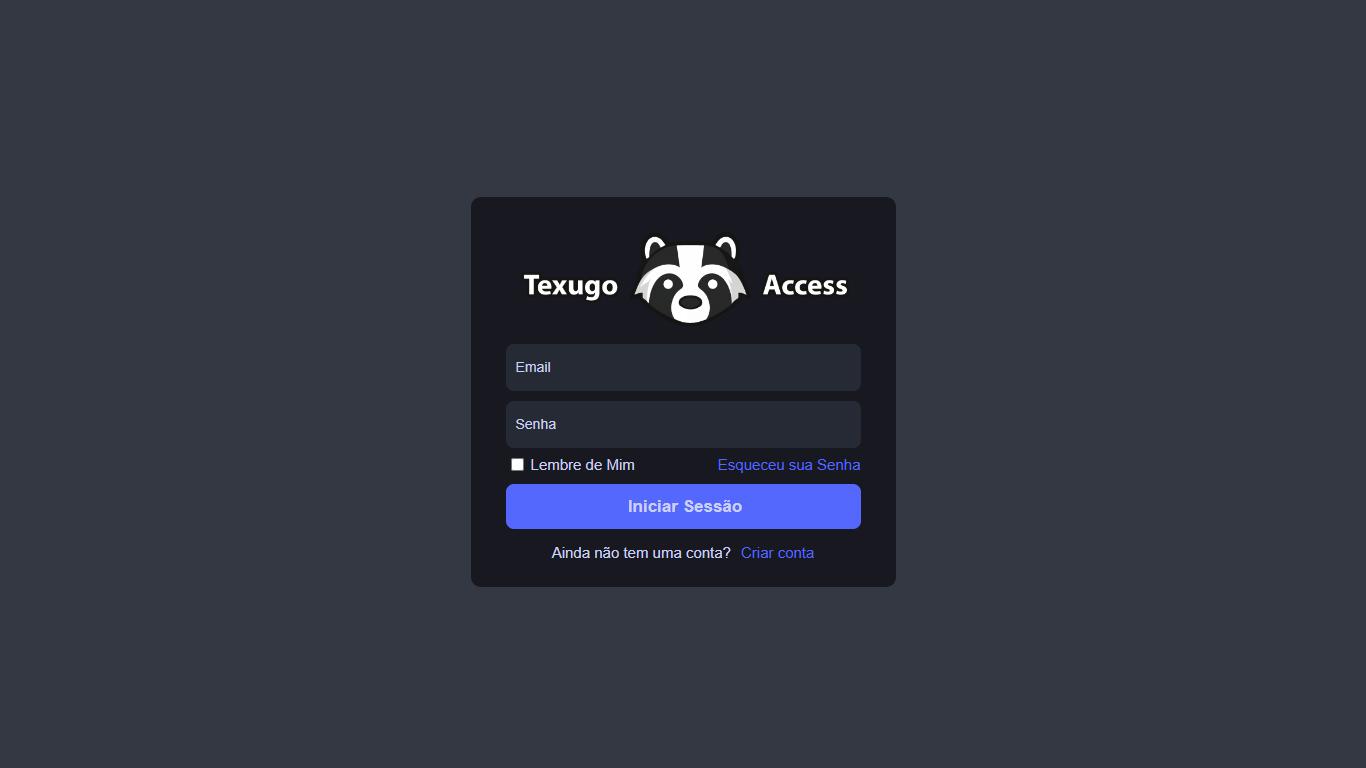 Texugo Access
Email
Senha
Lembre de Mim Esqueceu sua Senha
Iniciar Sessão
Ainda não tem uma conta? Criar conta